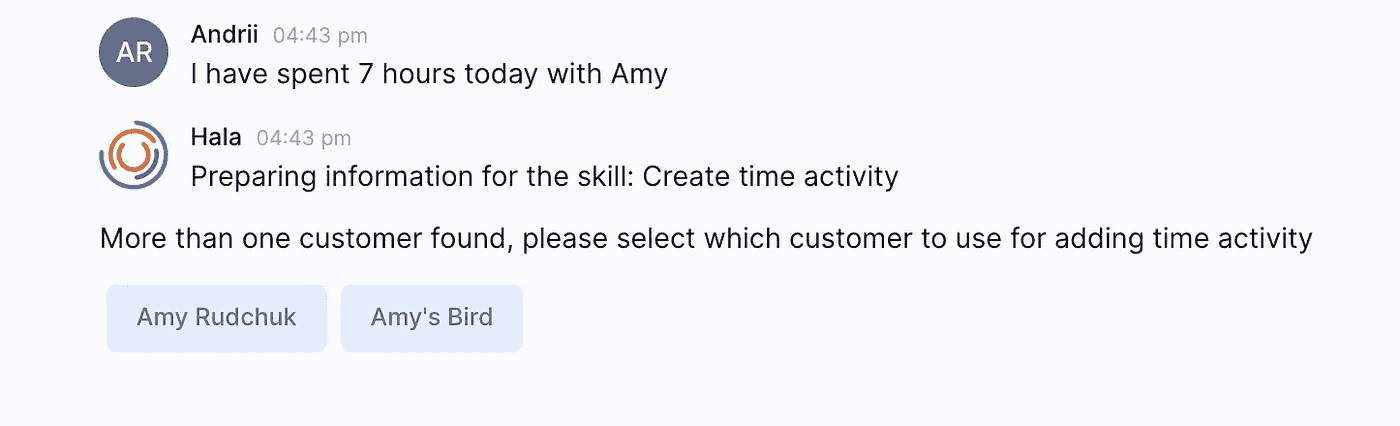 AR
Andrii 04:43 pm
I have spent 7 hours today with Amy
Hala 04:43 pm
Preparing information for the skill: Create time activity
More than one customer found, please select which customer to use for adding time activity
Amy Rudchuk Amy's Bird